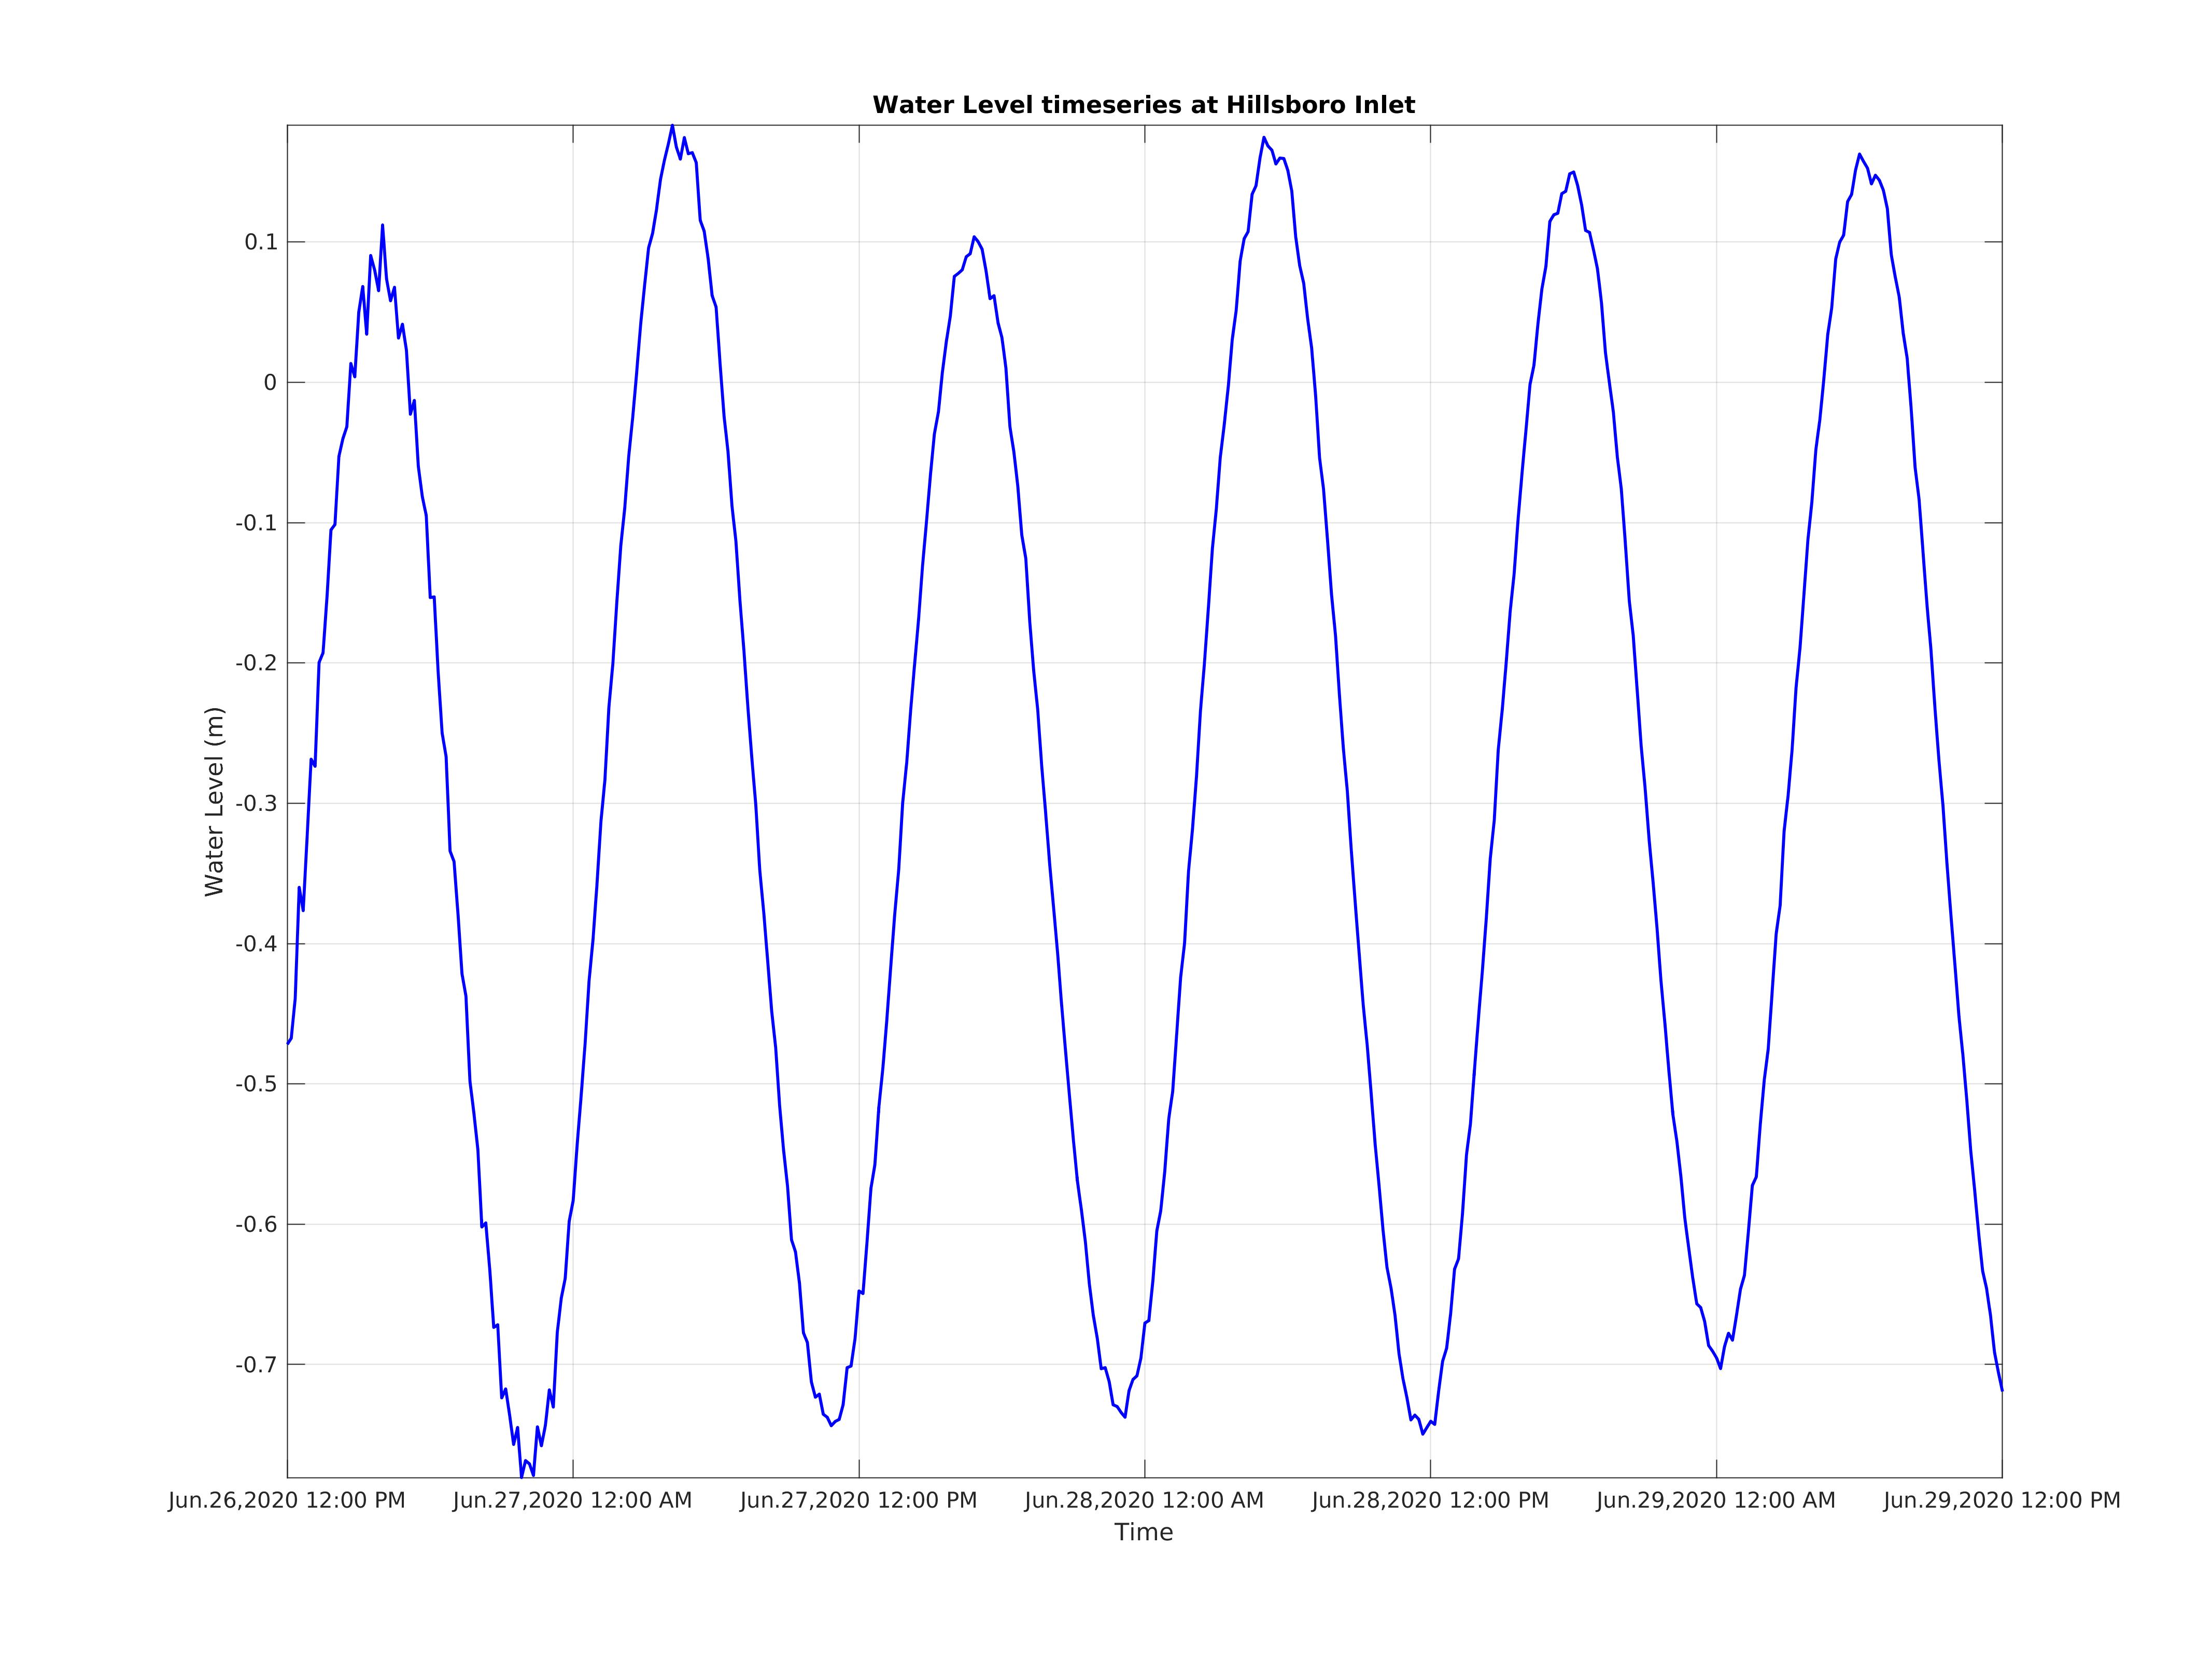 Water Level timeseries at Hillsboro Inlet
0.1
0
-0.1
-0.2
-0.3
-0.4
-0.5
-0.6
-0.7
Water Level (m)
Jun.26,2020 12:00 PM
Jun.27,2020 12:00 AM
Jun.27,2020 12:00 PM
Jun.28,2020 12:00 AM
Jun.28,2020 12:00 PM
Jun.29,2020 12:00 AM
Jun.29,2020 12:00 PM
Time